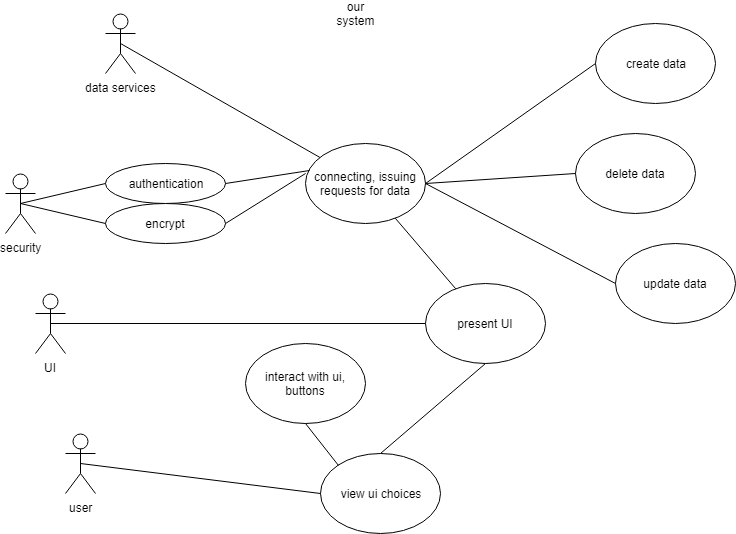 our
system
create data
data services
authentication
connecting, issuing
requests for data
delete data
encrypt
security
update data
present UI
UI
interact with ui,
buttons
view ui choices
user